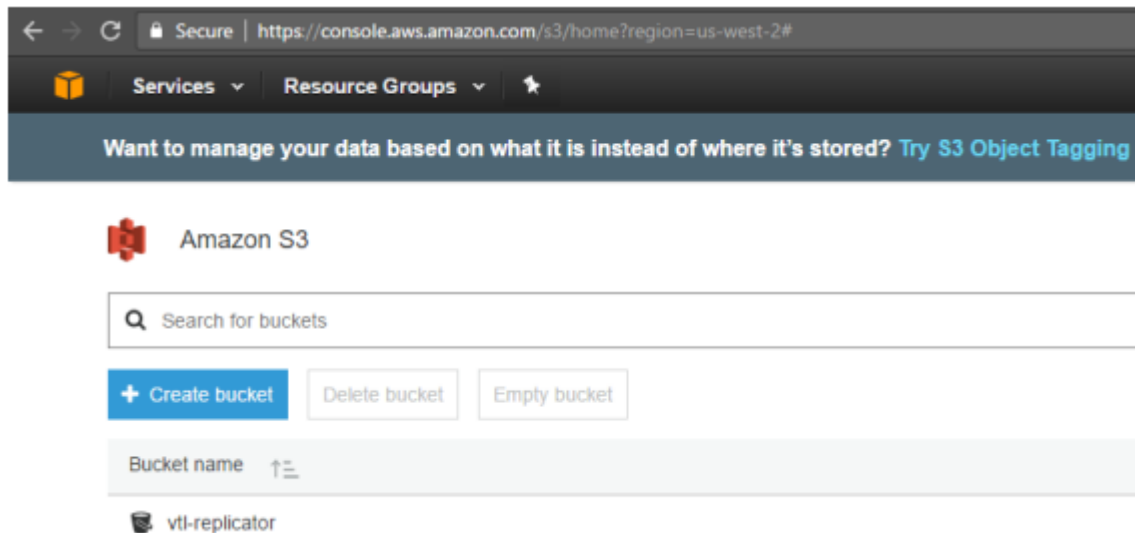 Secure | https://console.aws.amazon.com/s3/home?region=us-west-2#
Services Resource Groups
Want to manage your data based on what it is instead of where it's stored? Try S3 Object Tagging
Amazon S3
Search for buckets
+ Create bucket Delete bucket Empty bucket
Bucket name
vtl-replicator